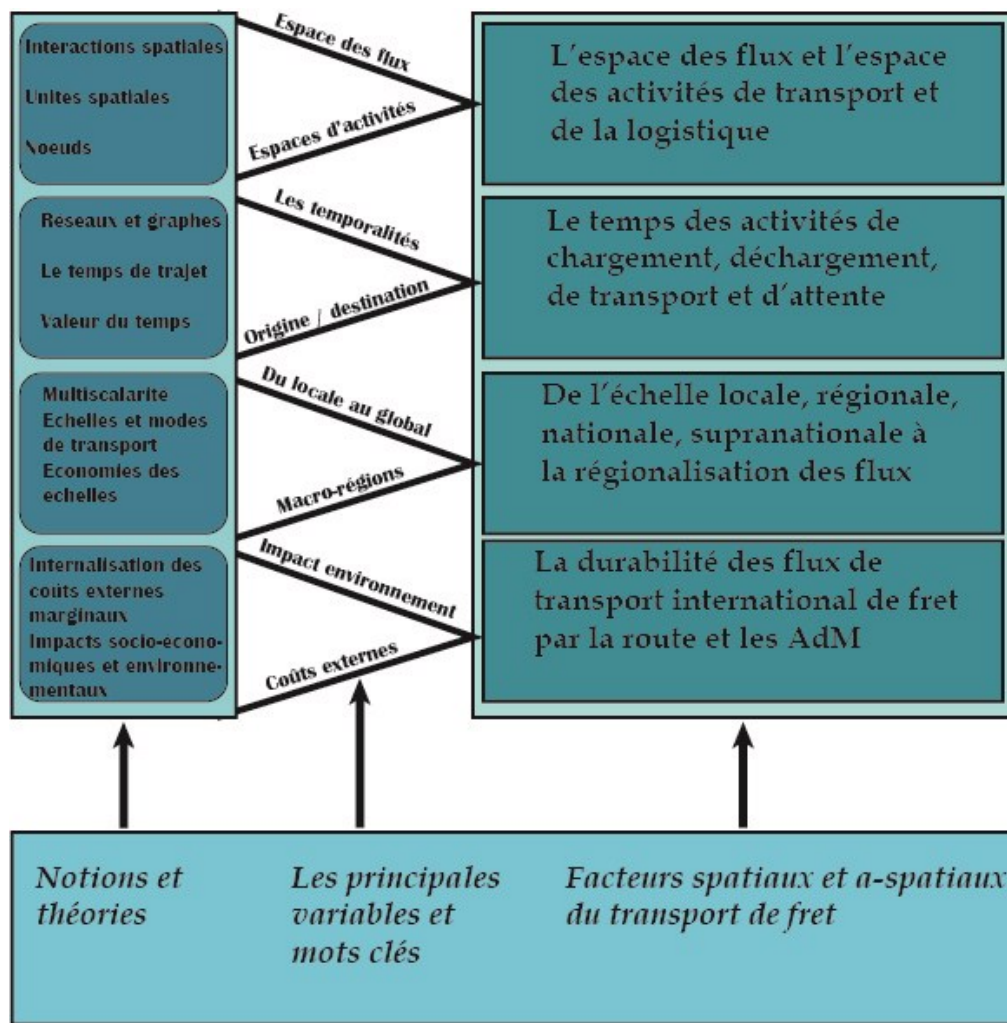 Interactions spatiales
Unites spatiales
Noeuds
Espace des flux
Espaces d'activités
L'espace des flux et l'espace
des activités de transport et
de la logistique
Réseaux et graphes
Le temps de trajet
Valeur du temps
Les temporalités
Origine / destination
Le temps des activités de
chargement, déchargement,
de transport et d'attente
Multiscalarité
Echelles et modes
de transport
Economies des
echelles
Du locale au global
Macro-régions
De l'échelle locale, régionale,
nationale, supranationale à
la régionalisation des flux
Internalisation des
coûts externes
marginaux
Impacts socio-econo-
miques et environne-
mentaux
Impact environnement
Coûts externes
La durabilité des flux de
transport international de fret
par la route et les AdM
Notions et
théories
Les principales
variables et
mots clés
Facteurs spatiaux et a-spatiaux
du transport de fret